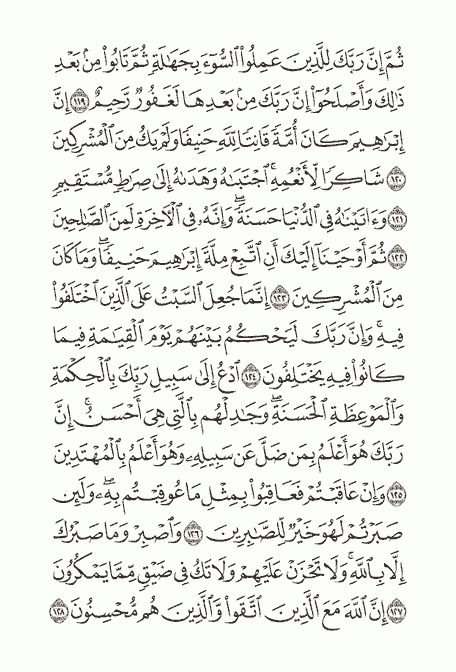 ثُمَّ إِنَّ رَبَّكَ لِلَّذِينَ عَمِلُوا۟ ٱلسُّوٓءَ بِجَهَٰلَةٍ ثُمَّ تَابُوا۟ مِنۢ بَعْدِ
ذَٰلِكَ وَأَصْلَحُوٓا۟ إِنَّ رَبَّكَ مِنۢ بَعْدِهَا لَغَفُورٌ رَّحِيمٌ ١١٩ إِنَّ
إِبْرَٰهِيمَ كَانَ أُمَّةً قَانِتًا لِّلَّهِ حَنِيفًا وَلَمْ يَكُ مِنَ ٱلْمُشْرِكِينَ
١٢٠ شَاكِرًا لِّأَنْعُمِهِۚ ٱجْتَبَىٰهُ وَهَدَىٰهُ إِلَىٰ صِرَٰطٍ مُّسْتَقِيمٍ
١٢١ وَءَاتَيْنَٰهُ فِى ٱلدُّنْيَا حَسَنَةًۖ وَإِنَّهُۥ فِى ٱلْءَاخِرَةِ لَمِنَ ٱلصَّٰلِحِينَ
١٢٢ ثُمَّ أَوْحَيْنَآ إِلَيْكَ أَنِ ٱتَّبِعْ مِلَّةَ إِبْرَٰهِيمَ حَنِيفًاۖ وَمَا كَانَ
مِنَ ٱلْمُشْرِكِينَ ١٢٣ إِنَّمَا جُعِلَ ٱلسَّبْتُ عَلَى ٱلَّذِينَ ٱخْتَلَفُوا۟
فِيهِۚ وَإِنَّ رَبَّكَ لَيَحْكُمُ بَيْنَهُمْ يَوْمَ ٱلْقِيَٰمَةِ فِيمَا
كَانُوا۟ فِيهِ يَخْتَلِفُونَ ١٢٤ ٱدْعُ إِلَىٰ سَبِيلِ رَبِّكَ بِٱلْحِكْمَةِ
وَٱلْمَوْعِظَةِ ٱلْحَسَنَةِۖ وَجَٰدِلْهُم بِٱلَّتِى هِىَ أَحْسَنُۚ إِنَّ
رَبَّكَ هُوَ أَعْلَمُ بِمَن ضَلَّ عَن سَبِيلِهِۦ وَهُوَ أَعْلَمُ بِٱلْمُهْتَدِينَ
١٢٥ وَإِنْ عَاقَبْتُمْ فَعَاقِبُوا۟ بِمِثْلِ مَا عُوقِبْتُم بِهِۦۖ وَلَئِن
صَبَرْتُمْ لَهُوَ خَيْرٌ لِّلصَّٰبِرِينَ ١٢٦ وَٱصْبِرْ وَمَا صَبْرُكَ
إِلَّا بِٱللَّهِۚ وَلَا تَحْزَنْ عَلَيْهِمْ وَلَا تَكُ فِى ضَيْقٍ مِّمَّا يَمْكُرُونَ
١٢٧ إِنَّ ٱللَّهَ مَعَ ٱلَّذِينَ ٱتَّقَوا۟ وَّٱلَّذِينَ هُم مُّحْسِنُونَ ١٢٨